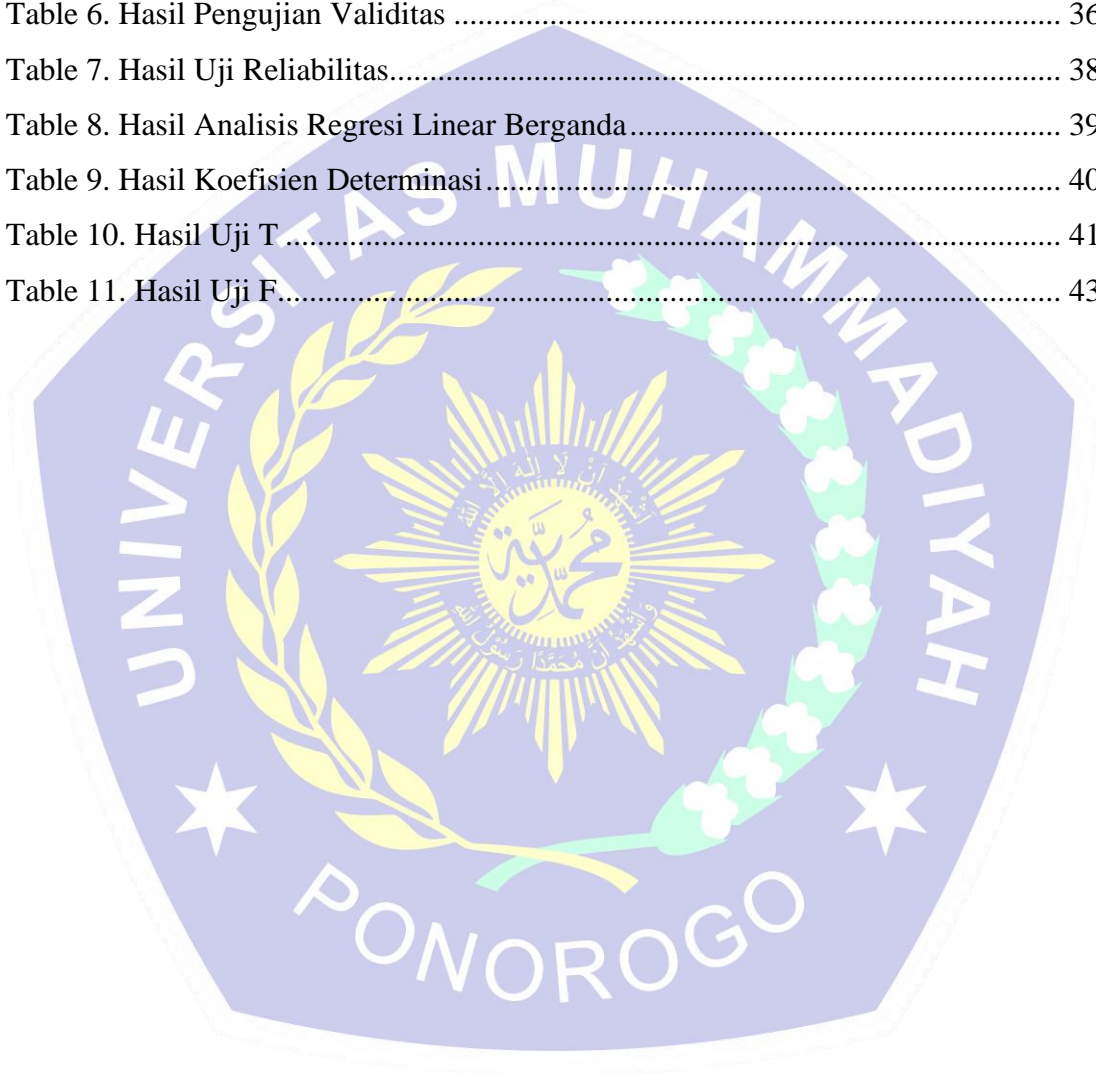 Table 6. Hasil Pengujian Validitas ........................................................................... 36
Table 7. Hasil Uji Reliabilitas.................................................................................... 38
Table 8. Hasil Analisis Regresi Linear Berganda...................................................... 39
Table 9. Hasil Koefisien Determinasi........................................................................ 40
Table 10. Hasil Uji T................................................................................................. 41
Table 11. Hasil Uji F.................................................................................................. 43
UNIVERSITAS MUHAMMADIYAH
أَشْهَدُ أَنْ لَا إِلَٰهَ إِلَّا اللهُ
مُحَمَّدِيَّة
وَأَشْهَدُ أَنَّ مُحَمَّدًا رَسُوْلُ اللهِ
PONOROGO